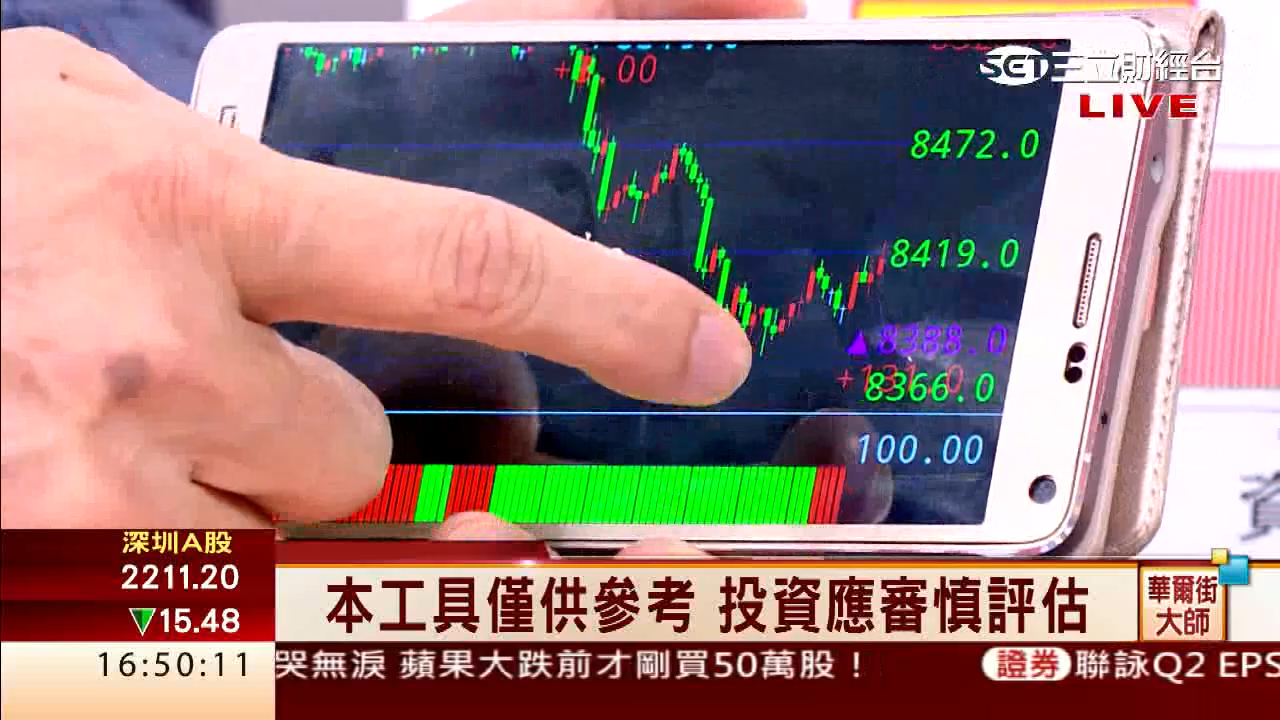 SET三立財經台
LIVE
00
8472.0
8419.0
▲8388.0
8366.0
100.00
深圳A股
2211.20
▼15.48
16:50:11
本工具僅供參考 投資應審慎評估
華爾街
大師
哭無淚 蘋果大跌前才剛買50萬股！
證券 聯詠Q2 EPS